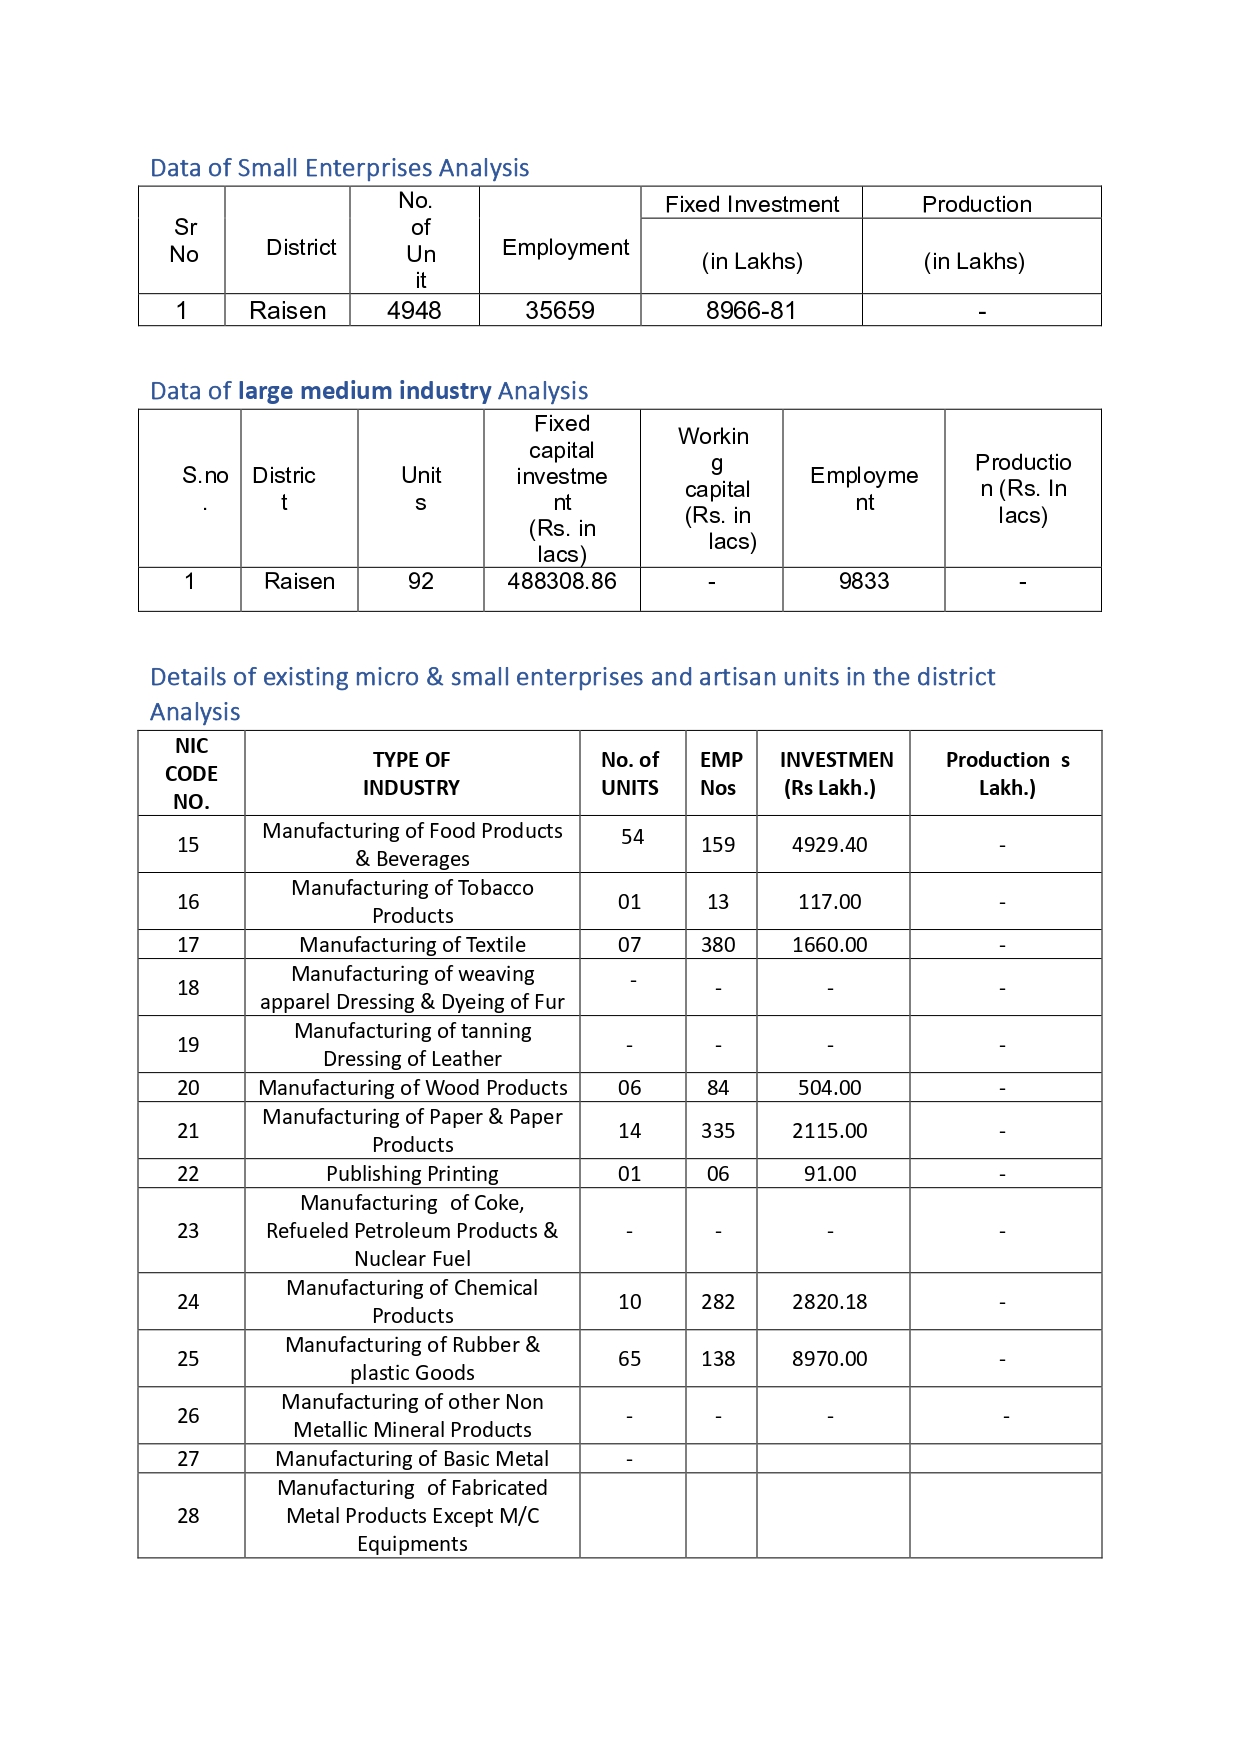 Data of Small Enterprises Analysis
Sr No | District | No. of Un it | Employment | Fixed Investment | Production
(in Lakhs) | (in Lakhs)
1 | Raisen | 4948 | 35659 | 8966-81 | -
Data of large medium industry Analysis
S.no . | Distric t | Unit s | Fixed capital investme nt (Rs. in lacs) | Workin g capital (Rs. in lacs) | Employme nt | Productio n (Rs. In lacs)
1 | Raisen | 92 | 488308.86 | - | 9833 | -
Details of existing micro & small enterprises and artisan units in the district
Analysis
NIC CODE NO. | TYPE OF INDUSTRY | No. of UNITS | EMP Nos | INVESTMEN (Rs Lakh.) | Production s Lakh.)
15 | Manufacturing of Food Products & Beverages | 54 | 159 | 4929.40 | -
16 | Manufacturing of Tobacco Products | 01 | 13 | 117.00 | -
17 | Manufacturing of Textile | 07 | 380 | 1660.00 | -
18 | Manufacturing of weaving apparel Dressing & Dyeing of Fur | - | - | - | -
19 | Manufacturing of tanning Dressing of Leather | - | - | - | -
20 | Manufacturing of Wood Products | 06 | 84 | 504.00 | -
21 | Manufacturing of Paper & Paper Products | 14 | 335 | 2115.00 | -
22 | Publishing Printing | 01 | 06 | 91.00 | -
23 | Manufacturing of Coke, Refueled Petroleum Products & Nuclear Fuel | - | - | - | -
24 | Manufacturing of Chemical Products | 10 | 282 | 2820.18 | -
25 | Manufacturing of Rubber & plastic Goods | 65 | 138 | 8970.00 | -
26 | Manufacturing of other Non Metallic Mineral Products | - | - | - | -
27 | Manufacturing of Basic Metal | - | | |
28 | Manufacturing of Fabricated Metal Products Except M/C Equipments | | | |